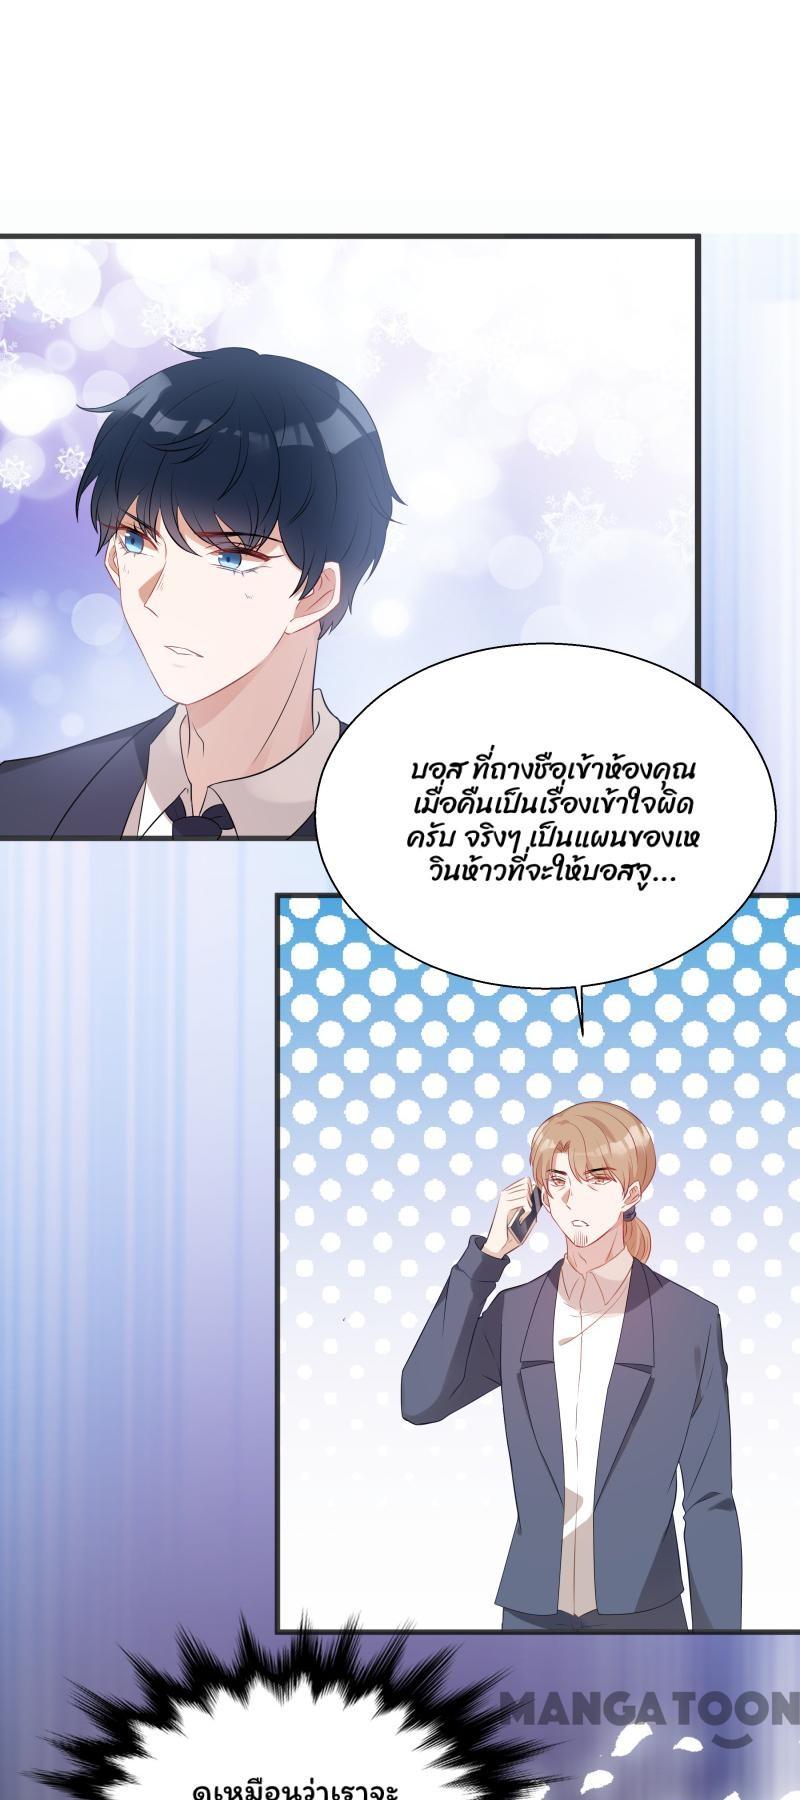 บอส ที่ถางชือเข้าห้องคุณ
เมื่อคืนเป็นเรื่องเข้าใจผิด
ครับ จริงๆ เป็นแผนของเห
วินห้าวที่จะให้บอสจู...
MANGATOON
ดูเหมือนว่าเราจะ